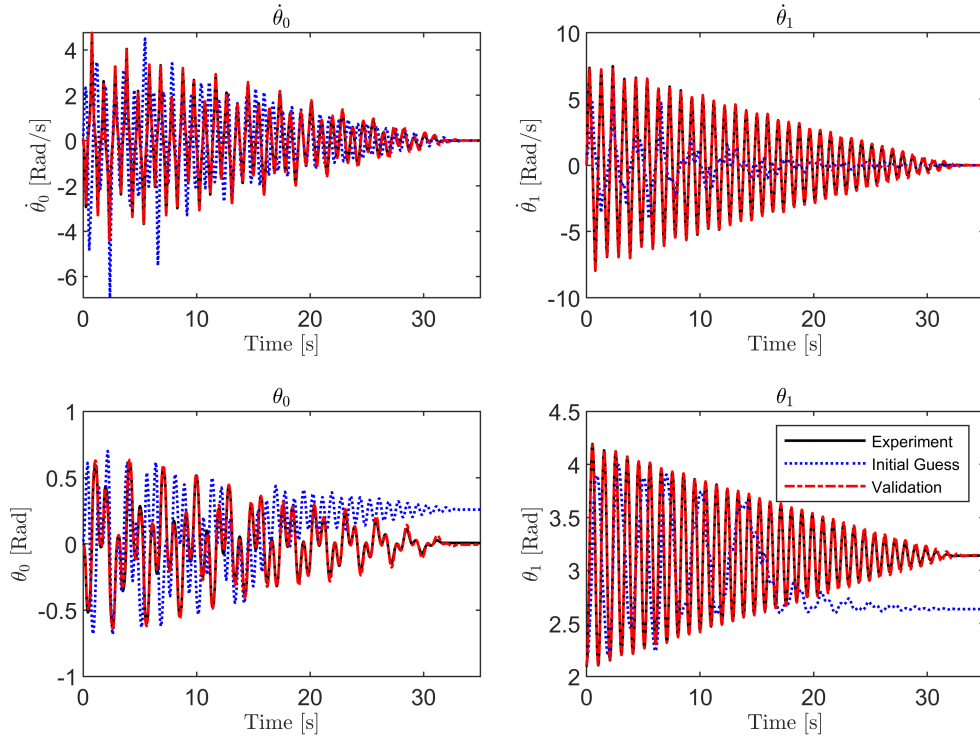 θ̇₀
4
2
0
-2
-4
-6
θ̇₀ [Rad/s]
0 10 20 30
Time [s]
θ̇₁
10
5
0
-5
-10
θ̇₁ [Rad/s]
0 10 20 30
Time [s]
θ₀
1
0.5
0
-0.5
-1
θ₀ [Rad]
0 10 20 30
Time [s]
θ₁
4.5
4
3.5
3
2.5
2
θ₁ [Rad]
Experiment
Initial Guess
Validation
0 10 20 30
Time [s]